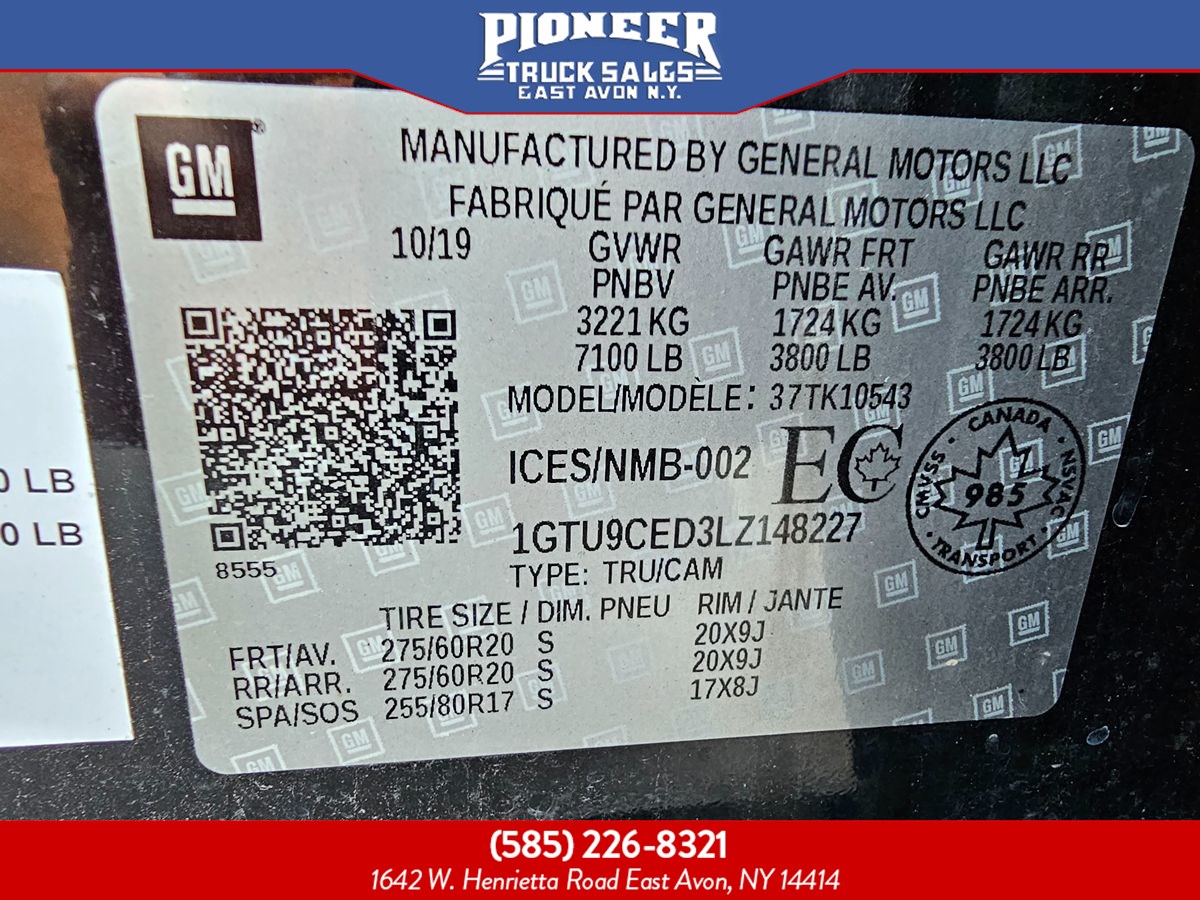 PIONEER
TRUCK SALES
EAST AVON N.Y.
GM ®
MANUFACTURED BY GENERAL MOTORS LLC
FABRIQUÉ PAR GENERAL MOTORS LLC
10/19 GVWR GAWR FRT GAWR RR
PNBV PNBE AV. PNBE ARR.
3221 KG 1724 KG 1724 KG
7100 LB 3800 LB 3800 LB
MODEL/MODÈLE: 37TK10543
ICES/NMB-002 EC
CANADA
CMVSS 985 NSVAC
TRANSPORT
1GTU9CED3LZ148227
8555
TYPE: TRU/CAM
TIRE SIZE / DIM. PNEU RIM / JANTE
FRT/AV. 275/60R20 S 20X9J
RR/ARR. 275/60R20 S 20X9J
SPA/SOS 255/80R17 S 17X8J
0 LB
0 LB
(585) 226-8321
1642 W. Henrietta Road East Avon, NY 14414